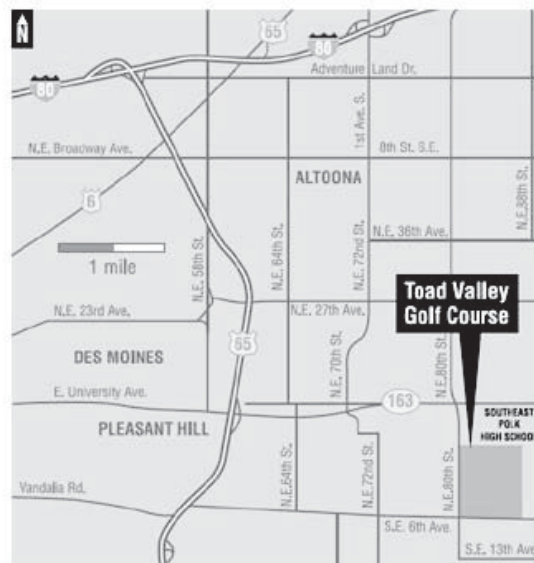 N
65
80
Adventure Land Dr.
80
1st Ave. S.
N.E. Broadway Ave.
8th St. S.E.
ALTOONA
6
N.E. 36th Ave.
N.E. 88th St.
1 mile
N.E. 58th St.
N.E. 64th St.
N.E. 72nd St.
Toad Valley
Golf Course
N.E. 23rd Ave.
N.E. 27th Ave.
65
DES MOINES
N.E. 70th St.
N.E. 80th St.
E. University Ave.
163
SOUTHEAST
POLK
HIGH SCHOOL
PLEASANT HILL
N.E. 64th St.
N.E. 72nd St.
N.E. 80th St.
Vandalia Rd.
S.E. 6th Ave.
S.E. 13th Ave.